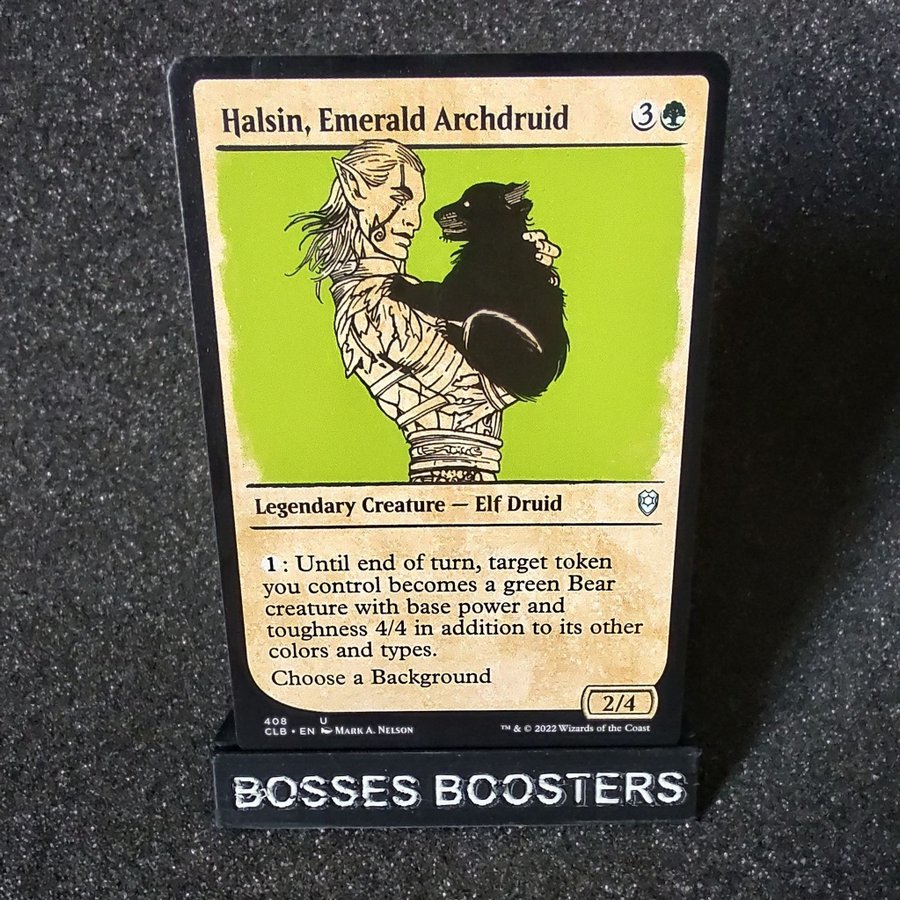 Halsin, Emerald Archdruid 3
Legendary Creature — Elf Druid
1 : Until end of turn, target token
you control becomes a green Bear
creature with base power and
toughness 4/4 in addition to its other
colors and types.
Choose a Background
2/4
408 U
CLB • EN MARK A. NELSON ™ & © 2022 Wizards of the Coast
BOSSES BOOSTERS